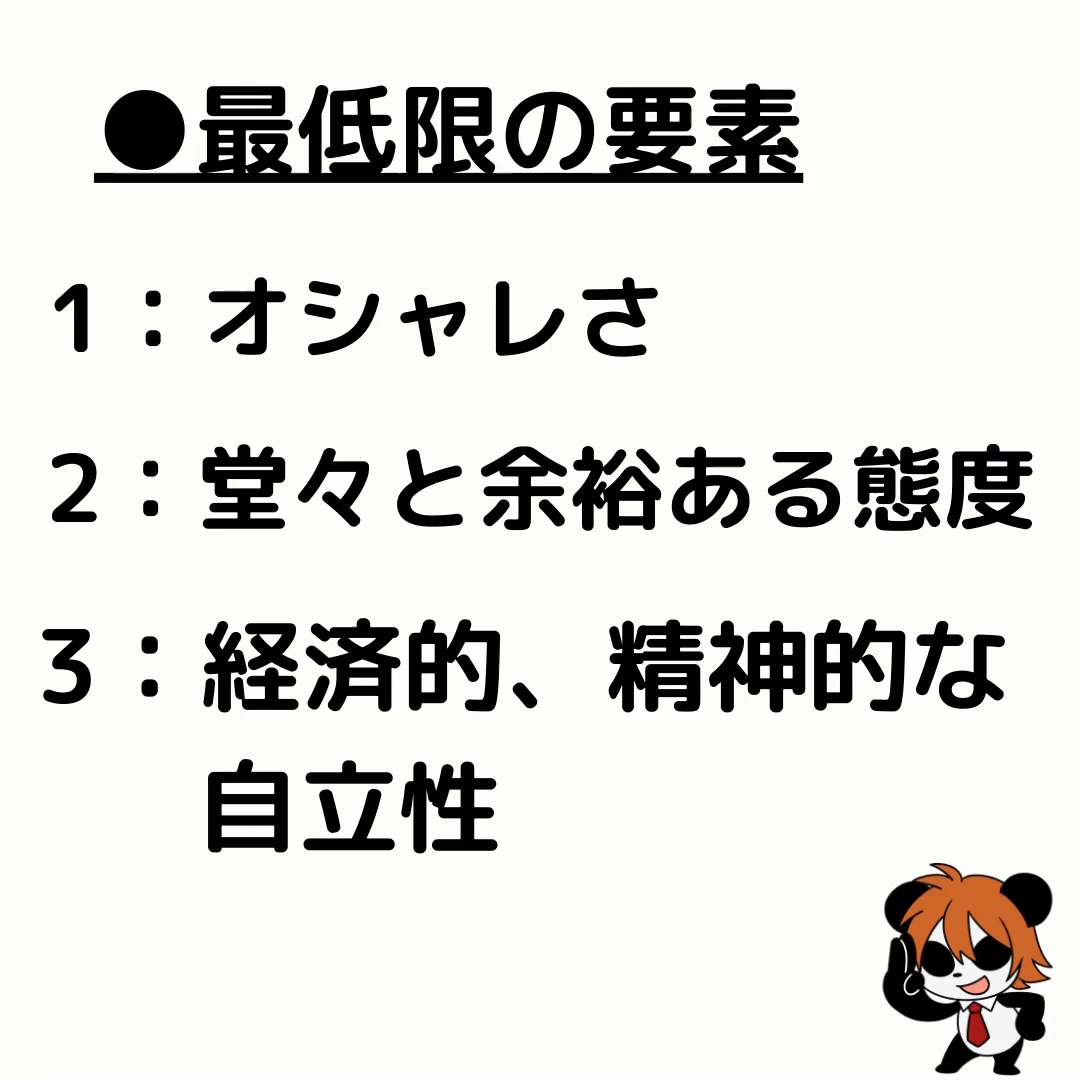 ●最低限の要素
1：オシャレさ
2：堂々と余裕ある態度
3：経済的、精神的な
自立性